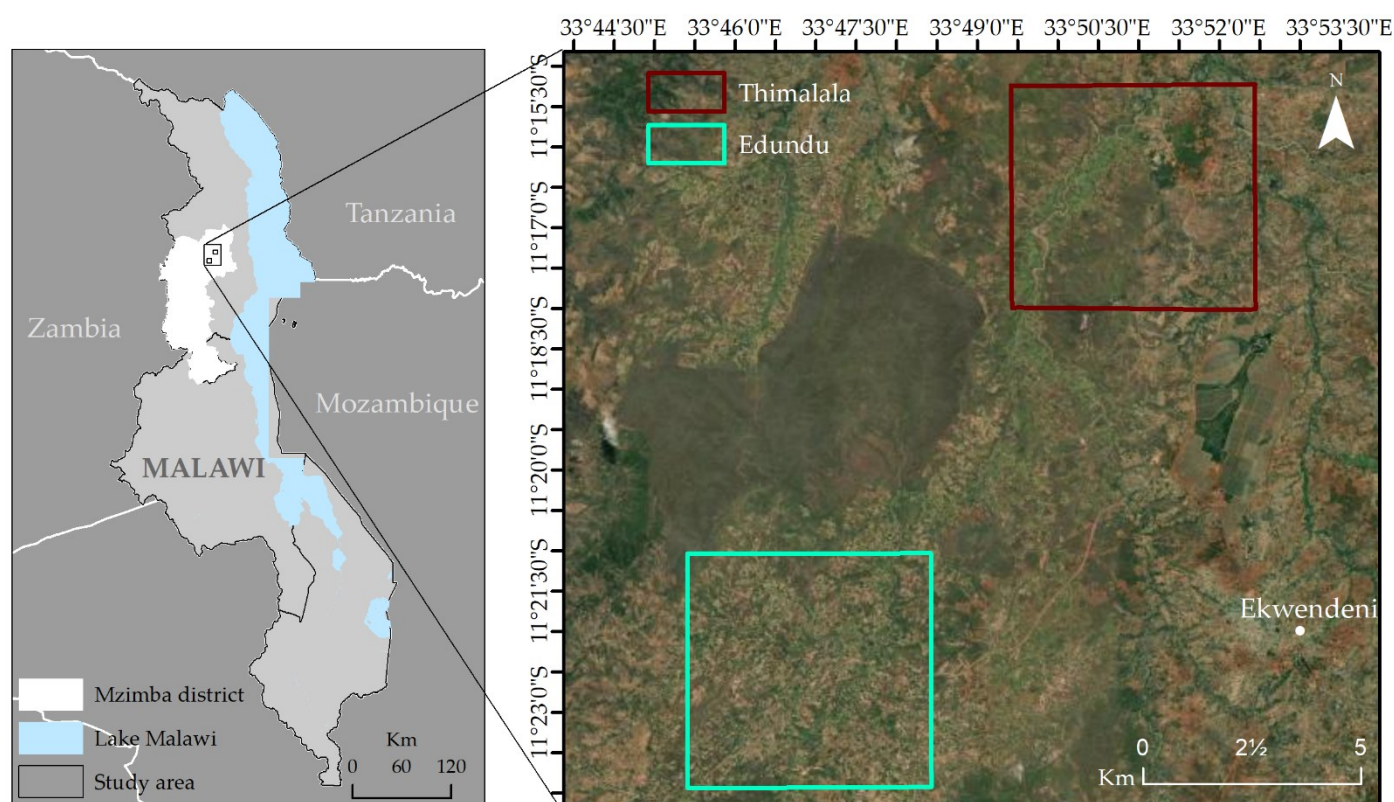 Tanzania
Zambia
Mozambique
MALAWI
Mzimba district
Lake Malawi
Study area
Km
0 60 120
33°44'30"E 33°46'0"E 33°47'30"E 33°49'0"E 33°50'30"E 33°52'0"E 33°53'30"E
11°15'30"S
11°17'0"S
11°18'30"S
11°20'0"S
11°21'30"S
11°23'0"S
Thimalala
Edundu
N
Ekwendeni
0 2½ 5
Km